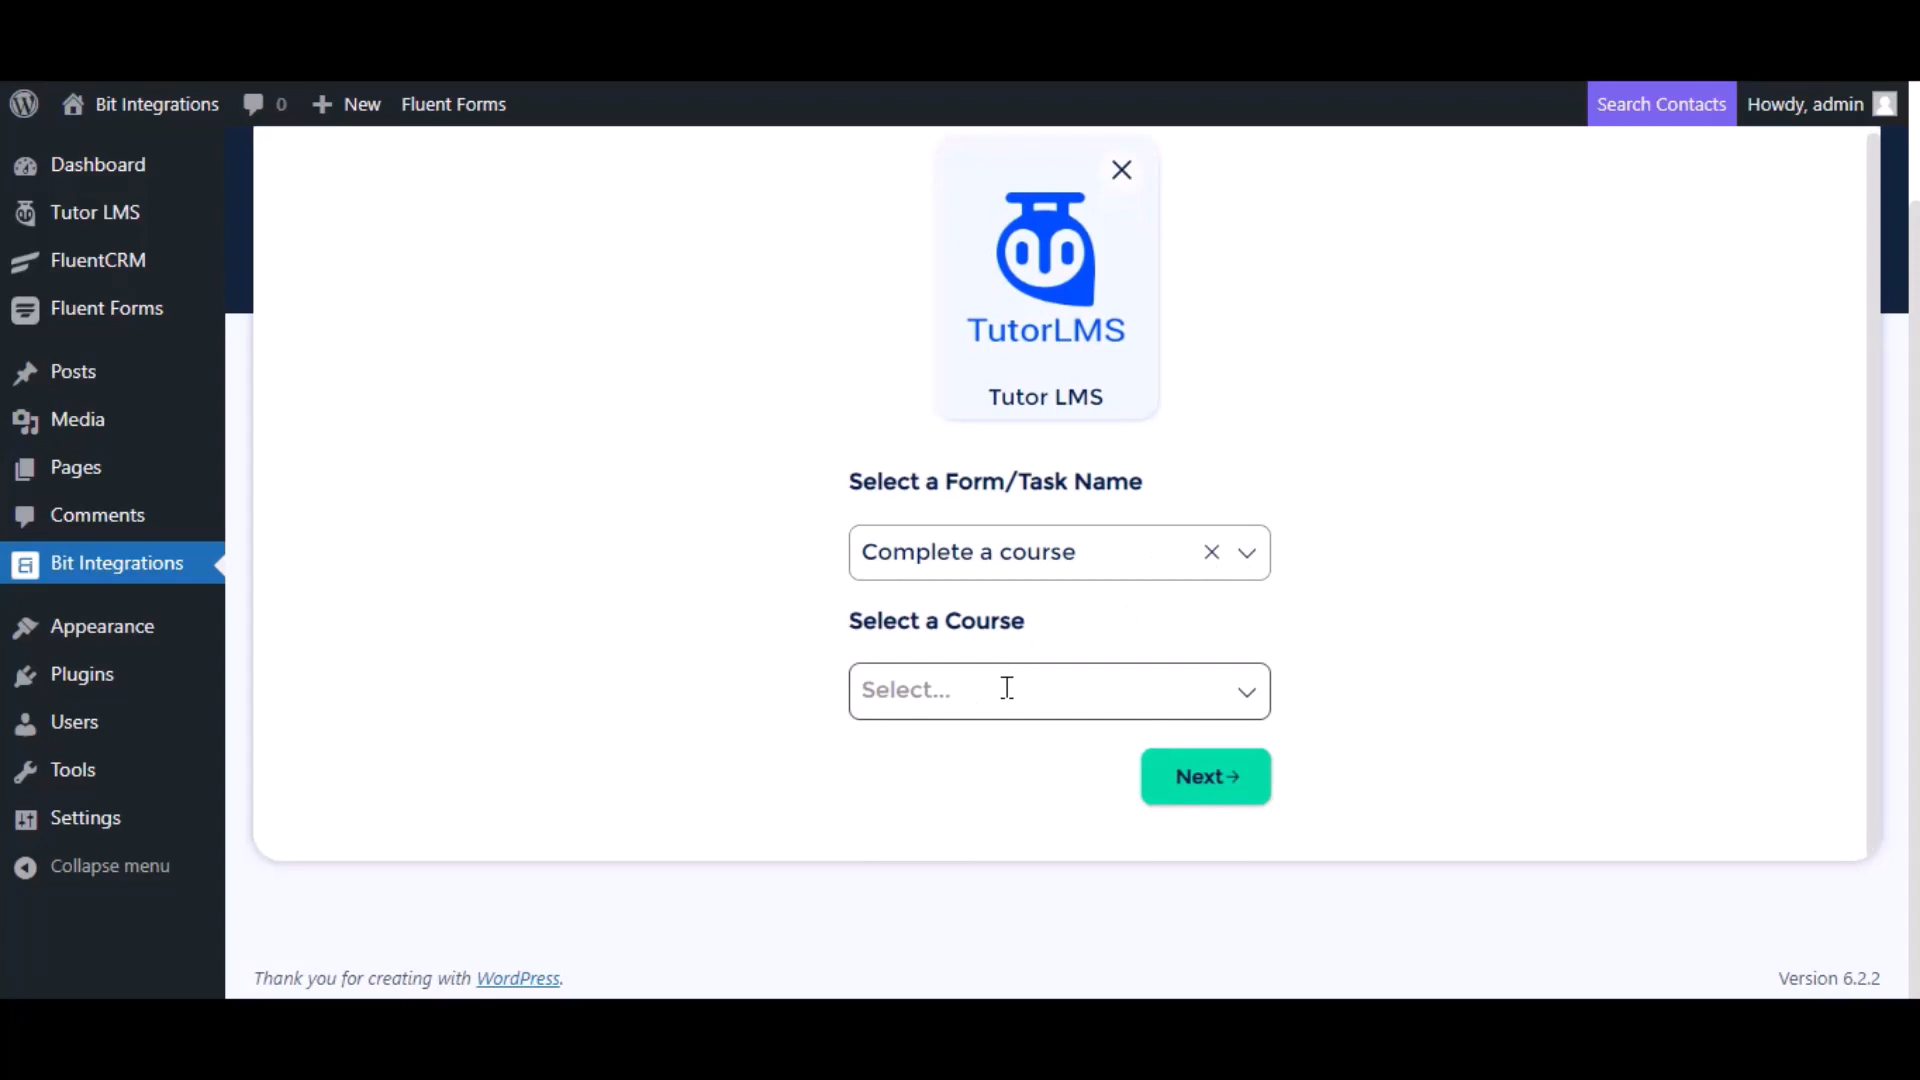 Bit Integrations 0 New Fluent Forms Search Contacts Howdy, admin
Dashboard
Tutor LMS
FluentCRM
Fluent Forms
Posts
Media
Pages
Comments
Bit Integrations
Appearance
Plugins
Users
Tools
Settings
Collapse menu
TutorLMS
Tutor LMS
Select a Form/Task Name
Complete a course
Select a Course
Select...
Next
Thank you for creating with WordPress.
Version 6.2.2